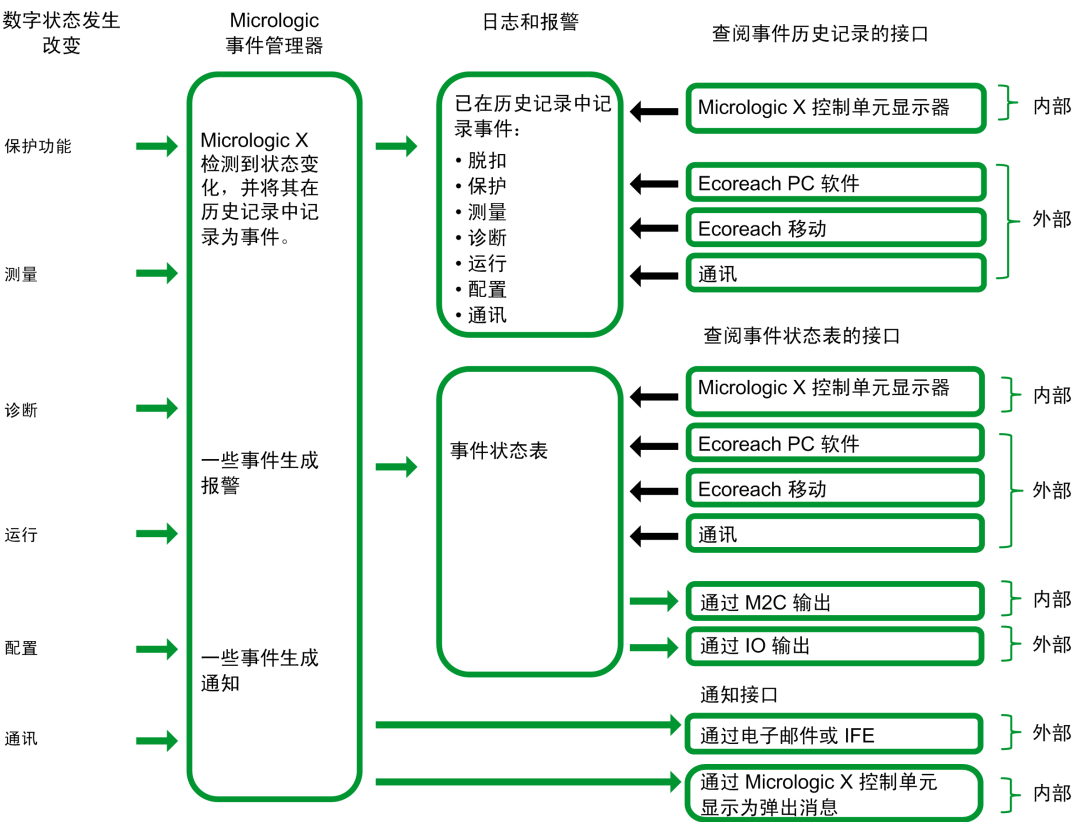 数字状态发生
改变
Micrologic
事件管理器
日志和报警
查阅事件历史记录的接口
保护功能
测量
诊断
运行
配置
通讯
Micrologic X
检测到状态变
化，并将其在
历史记录中记
录为事件。
一些事件生成
报警
一些事件生成
通知
已在历史记录中记
录事件：
• 脱扣
• 保护
• 测量
• 诊断
• 运行
• 配置
• 通讯
Micrologic X 控制单元显示器
内部
Ecoreach PC 软件
Ecoreach 移动
通讯
外部
查阅事件状态表的接口
事件状态表
Micrologic X 控制单元显示器
内部
Ecoreach PC 软件
Ecoreach 移动
通讯
外部
通过 M2C 输出
内部
通过 IO 输出
外部
通知接口
通过电子邮件或 IFE
外部
通过 Micrologic X 控制单元
显示为弹出消息
内部